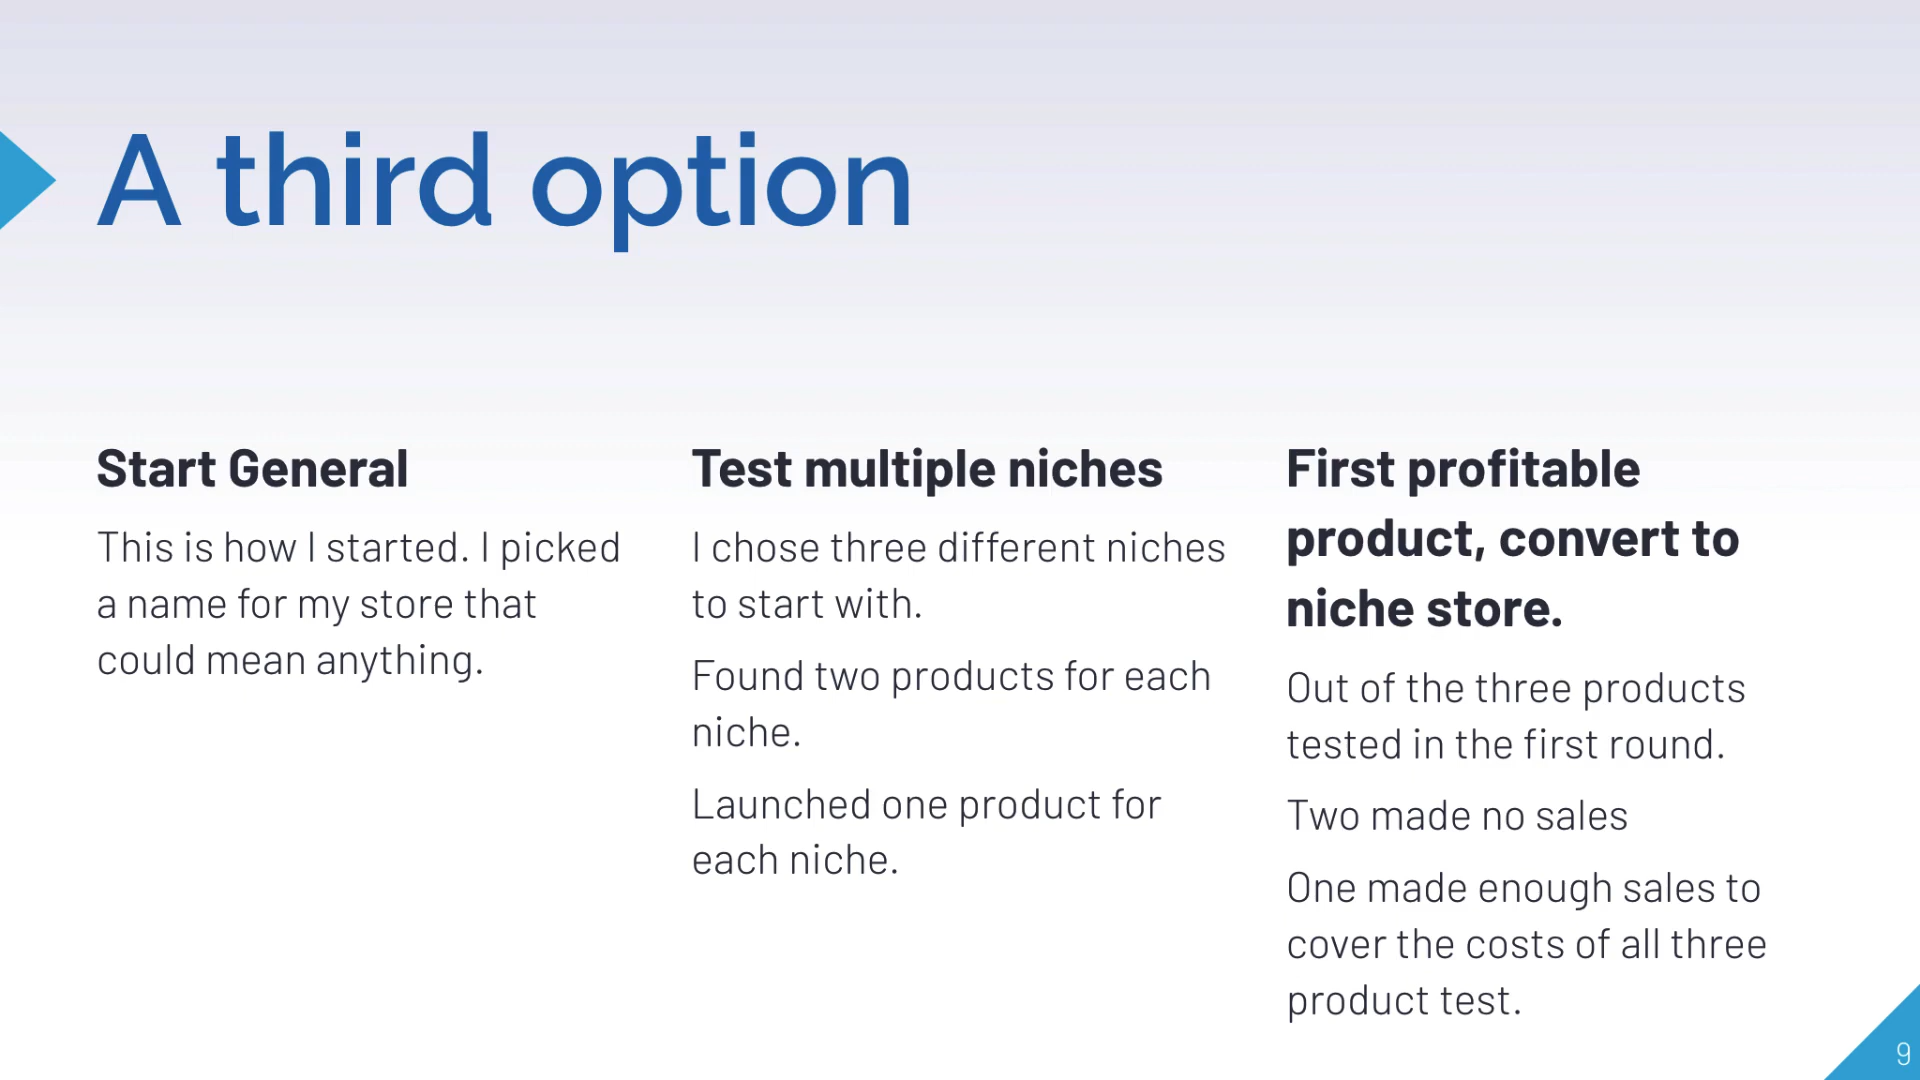 A third option
Start General
This is how I started. I picked
a name for my store that
could mean anything.
Test multiple niches
I chose three different niches
to start with.
Found two products for each
niche.
Launched one product for
each niche.
First profitable
product, convert to
niche store.
Out of the three products
tested in the first round.
Two made no sales
One made enough sales to
cover the costs of all three
product test.
9